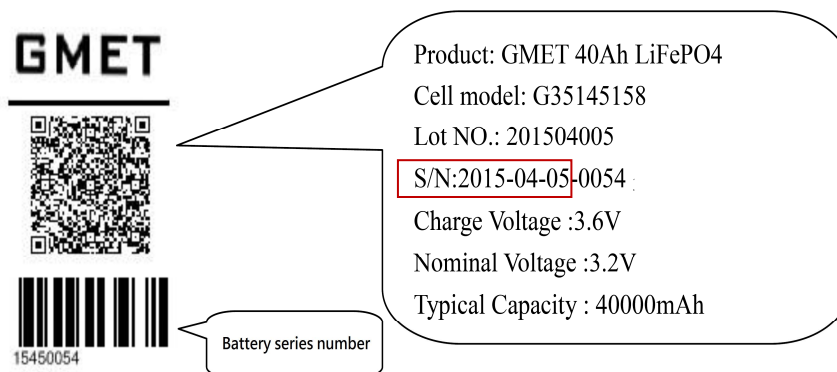 GMET
15450054
Battery series number
Product: GMET 40Ah LiFePO4
Cell model: G35145158
Lot NO.: 201504005
S/N:2015-04-05-0054
Charge Voltage :3.6V
Nominal Voltage :3.2V
Typical Capacity : 40000mAh